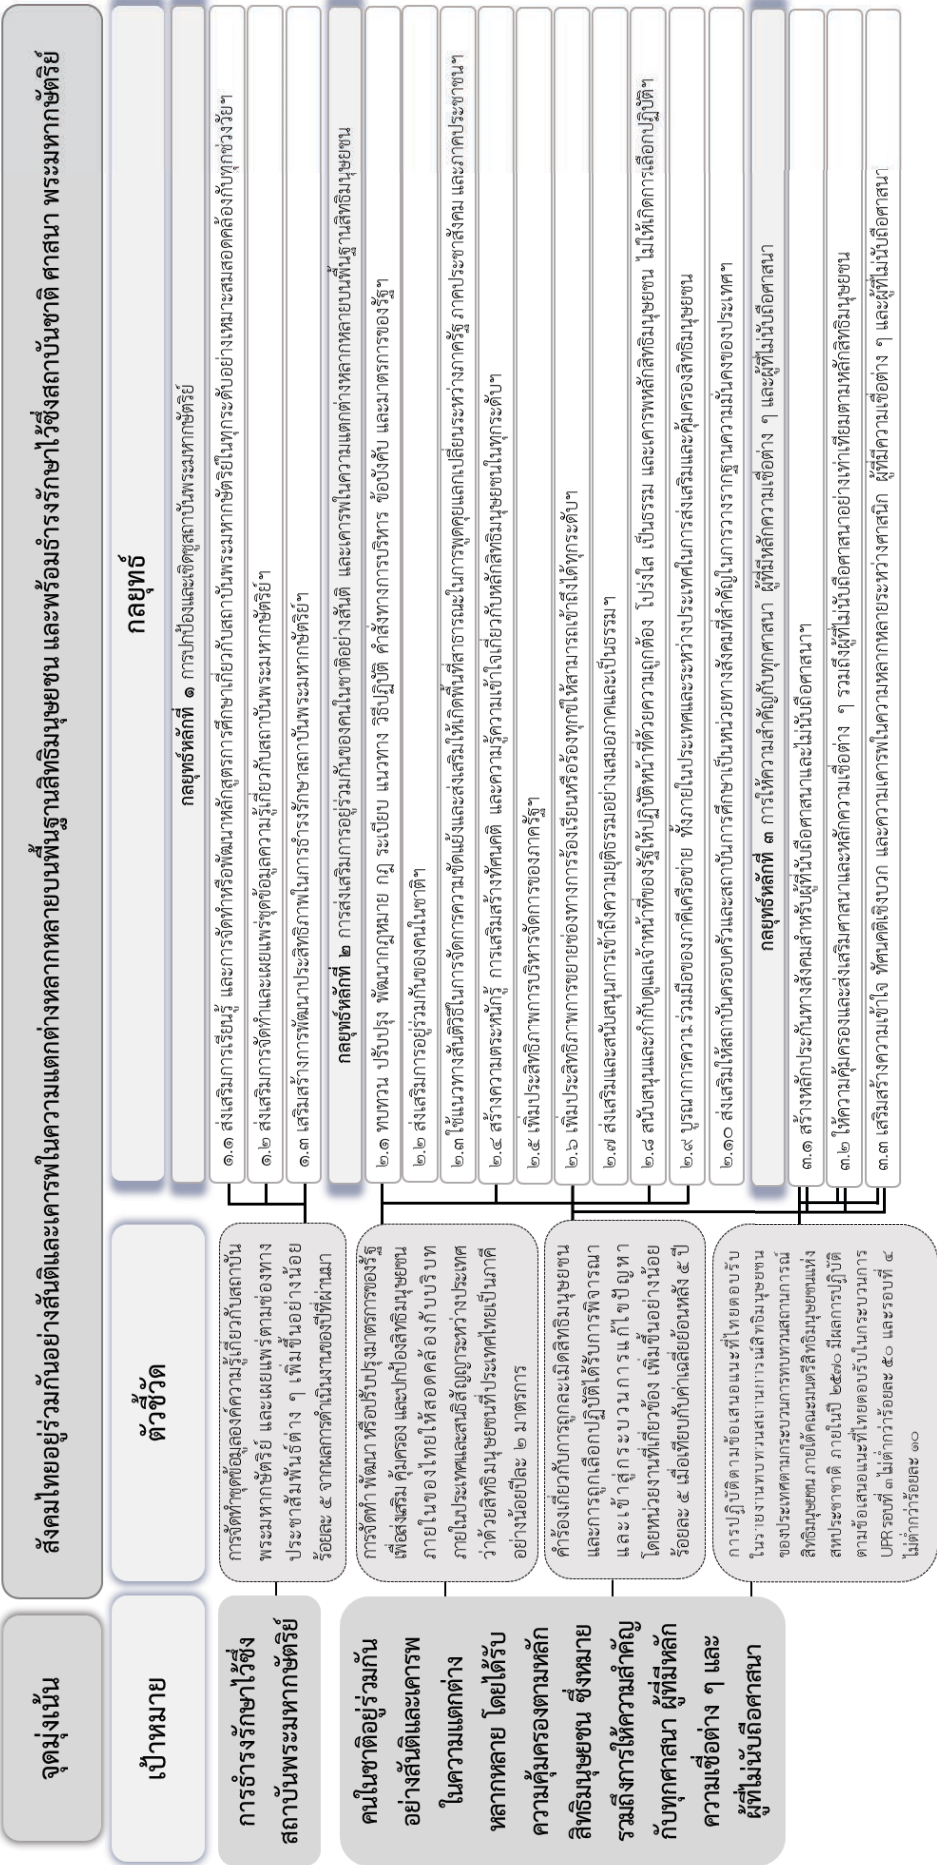 จุดมุ่งเน้น
สังคมไทยอยู่ร่วมกันอย่างสันติและเคารพในความแตกต่างหลากหลายบนพื้นฐานสิทธิมนุษยชน และพร้อมธำรงรักษาไว้ซึ่งสถาบันชาติ ศาสนา พระมหากษัตริย์
เป้าหมาย
ตัวชี้วัด
กลยุทธ์
การธำรงรักษาไว้ซึ่ง
สถาบันพระมหากษัตริย์
คนในชาติอยู่ร่วมกัน
อย่างสันติและเคารพ
ในความแตกต่าง
หลากหลาย โดยได้รับ
ความคุ้มครองตามหลัก
สิทธิมนุษยชน ซึ่งหมาย
รวมถึงการให้ความสำคัญ
กับทุกศาสนา ผู้ที่มีหลัก
ความเชื่อต่าง ๆ และ
ผู้ที่ไม่นับถือศาสนา
การจัดทำชุดข้อมูลองค์ความรู้เกี่ยวกับสถาบัน
พระมหากษัตริย์ และเผยแพร่ตามช่องทาง
ประชาสัมพันธ์ต่าง ๆ เพิ่มขึ้นอย่างน้อย
ร้อยละ ๕ จากผลการดำเนินงานของปีที่ผ่านมา
การจัดทำ พัฒนา หรือปรับปรุงมาตรการของรัฐ
เพื่อส่งเสริม คุ้มครอง และปกป้องสิทธิมนุษยชน
ภายในของไทยให้สอดคล้องกับบริบท
ภายในประเทศและสนธิสัญญาระหว่างประเทศ
ว่าด้วยสิทธิมนุษยชนที่ประเทศไทยเป็นภาคี
อย่างน้อยปีละ ๒ มาตรการ
คำร้องเกี่ยวกับการถูกละเมิดสิทธิมนุษยชน
และการถูกเลือกปฏิบัติได้รับการพิจารณา
และเข้าสู่กระบวนการแก้ไขปัญหา
โดยหน่วยงานที่เกี่ยวข้อง เพิ่มขึ้นอย่างน้อย
ร้อยละ ๕ เมื่อเทียบกับค่าเฉลี่ยย้อนหลัง ๕ ปี
การปฏิบัติตามข้อเสนอแนะที่ไทยตอบรับ
ในรายงานทบทวนสถานการณ์สิทธิมนุษยชน
ของประเทศตามกระบวนการทบทวนสถานการณ์
สิทธิมนุษยชน ภายใต้คณะมนตรีสิทธิมนุษยชนแห่ง
สหประชาชาติ ภายในปี ๒๕๗๐ มีผลการปฏิบัติ
ตามข้อเสนอแนะที่ไทยตอบรับในกระบวนการ
UPR รอบที่ ๓ ไม่ต่ำกว่าร้อยละ ๕๐ และรอบที่ ๔
ไม่ต่ำกว่าร้อยละ ๑๐
กลยุทธ์หลักที่ ๑ การปกป้องและเชิดชูสถาบันพระมหากษัตริย์
๑.๑ ส่งเสริมการเรียนรู้ และการจัดทำหรือพัฒนาหลักสูตรการศึกษาเกี่ยวกับสถาบันพระมหากษัตริย์ในทุกระดับอย่างเหมาะสมสอดคล้องกับทุกช่วงวัยฯ
๑.๒ ส่งเสริมการจัดทำและเผยแพร่ชุดข้อมูลความรู้เกี่ยวกับสถาบันพระมหากษัตริย์ฯ
๑.๓ เสริมสร้างการพัฒนาประสิทธิภาพในการธำรงรักษาสถาบันพระมหากษัตริย์ฯ
กลยุทธ์หลักที่ ๒ การส่งเสริมการอยู่ร่วมกันของคนในชาติอย่างสันติ และเคารพในความแตกต่างหลากหลายบนพื้นฐานสิทธิมนุษยชน
๒.๑ ทบทวน ปรับปรุง พัฒนากฎหมาย กฎ ระเบียบ แนวทาง วิธีปฏิบัติ คำสั่งทางการบริหาร ข้อบังคับ และมาตรการของรัฐฯ
๒.๒ ส่งเสริมการอยู่ร่วมกันของคนในชาติฯ
๒.๓ ใช้แนวทางสันติวิธีในการจัดการความขัดแย้งและส่งเสริมให้เกิดพื้นที่สาธารณะในการพูดคุยแลกเปลี่ยนระหว่างภาครัฐ ภาคประชาสังคม และภาคประชาชนฯ
๒.๔ สร้างความตระหนักรู้ การเสริมสร้างทัศนคติ และความรู้ความเข้าใจเกี่ยวกับหลักสิทธิมนุษยชนในทุกระดับฯ
๒.๕ เพิ่มประสิทธิภาพการบริหารจัดการของภาครัฐฯ
๒.๖ เพิ่มประสิทธิภาพการขยายช่องทางการร้องเรียนหรือร้องทุกข์ให้สามารถเข้าถึงได้ทุกระดับฯ
๒.๗ ส่งเสริมและสนับสนุนการเข้าถึงความยุติธรรมอย่างเสมอภาคและเป็นธรรมฯ
๒.๘ สนับสนุนและกำกับดูแลเจ้าหน้าที่ของรัฐให้ปฏิบัติหน้าที่ด้วยความถูกต้อง โปร่งใส เป็นธรรม และเคารพหลักสิทธิมนุษยชน ไม่ให้เกิดการเลือกปฏิบัติฯ
๒.๙ บูรณาการความร่วมมือของภาคีเครือข่าย ทั้งภายในประเทศและระหว่างประเทศในการส่งเสริมและคุ้มครองสิทธิมนุษยชน
๒.๑๐ ส่งเสริมให้สถาบันครอบครัวและสถาบันการศึกษาเป็นหน่วยทางสังคมที่สำคัญในการวางรากฐานความมั่นคงของประเทศฯ
กลยุทธ์หลักที่ ๓ การให้ความสำคัญกับทุกศาสนา ผู้ที่มีหลักความเชื่อต่าง ๆ และผู้ที่ไม่นับถือศาสนา
๓.๑ สร้างหลักประกันทางสังคมสำหรับผู้ที่นับถือศาสนาและไม่นับถือศาสนาฯ
๓.๒ ให้ความคุ้มครองและส่งเสริมศาสนาและหลักความเชื่อต่าง ๆ รวมถึงผู้ที่ไม่นับถือศาสนาอย่างเท่าเทียมตามหลักสิทธิมนุษยชน
๓.๓ เสริมสร้างความเข้าใจ ทัศนคติเชิงบวก และความเคารพในความหลากหลายระหว่างศาสนิก ผู้ที่มีความเชื่อต่าง ๆ และผู้ที่ไม่นับถือศาสนา